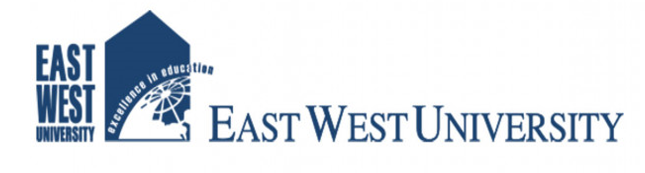 EAST
WEST
UNIVERSITY
excellence in education
EAST WEST UNIVERSITY